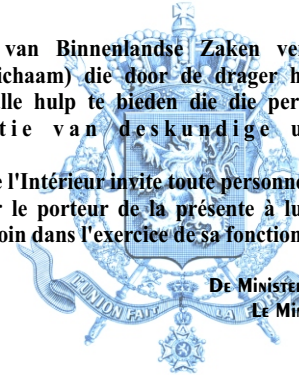 van Binnenlandse Zaken ver
ichaam) die door de drager h
lle hulp te bieden die die per
tie van deskundige u
e l'Intérieur invite toute personne
r le porteur de la présente à lu
oin dans l'exercice de sa fonction
DE MINISTER
LE MIN
L'UNION FAIT LA FORCE